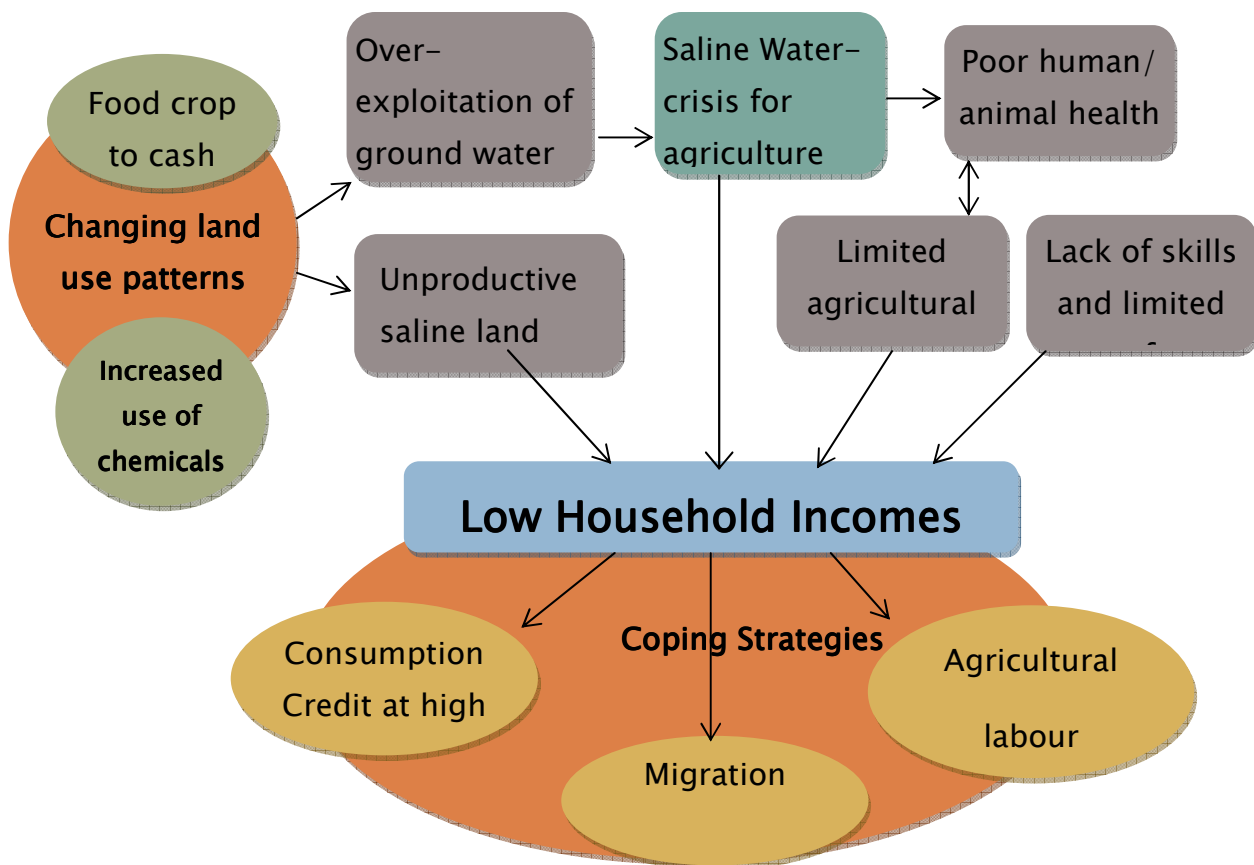 Food crop
to cash
Changing land
use patterns
Increased
use of
chemicals
Over-
exploitation of
ground water
Unproductive
saline land
Saline Water-
crisis for
agriculture
Poor human/
animal health
Limited
agricultural
Lack of skills
and limited
Low Household Incomes
Coping Strategies
Consumption
Credit at high
Migration
Agricultural
labour